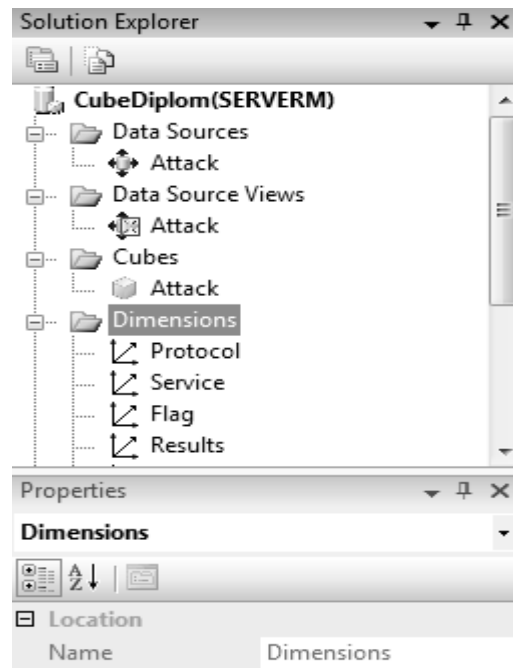 Solution Explorer
CubeDiplom(SERVERM)
Data Sources
Attack
Data Source Views
Attack
Cubes
Attack
Dimensions
Protocol
Service
Flag
Results
Properties
Dimensions
A
Z
Location
Name Dimensions